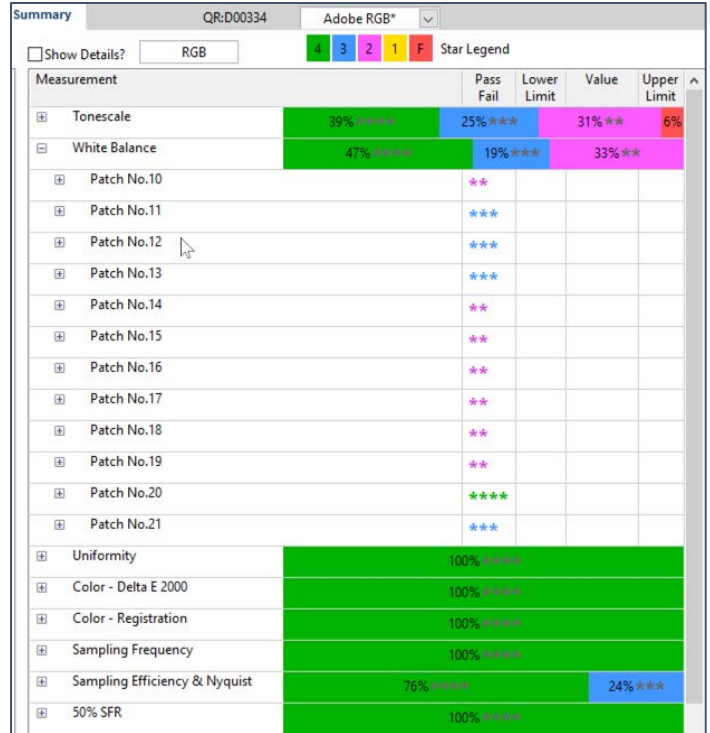 Summary QR:D00334 Adobe RGB*
Show Details? RGB 4 3 2 1 F Star Legend
Measurement Pass Fail Lower Limit Value Upper Limit
Tonescale 39% **** 25% *** 31% ** 6%
White Balance 47% **** 19% *** 33% **
Patch No.10 **
Patch No.11 ***
Patch No.12 ***
Patch No.13 ***
Patch No.14 **
Patch No.15 **
Patch No.16 **
Patch No.17 **
Patch No.18 **
Patch No.19 **
Patch No.20 ****
Patch No.21 ***
Uniformity 100% ****
Color - Delta E 2000 100% ****
Color - Registration 100% ****
Sampling Frequency 100% ****
Sampling Efficiency & Nyquist 76% **** 24% ***
50% SFR 100% ****